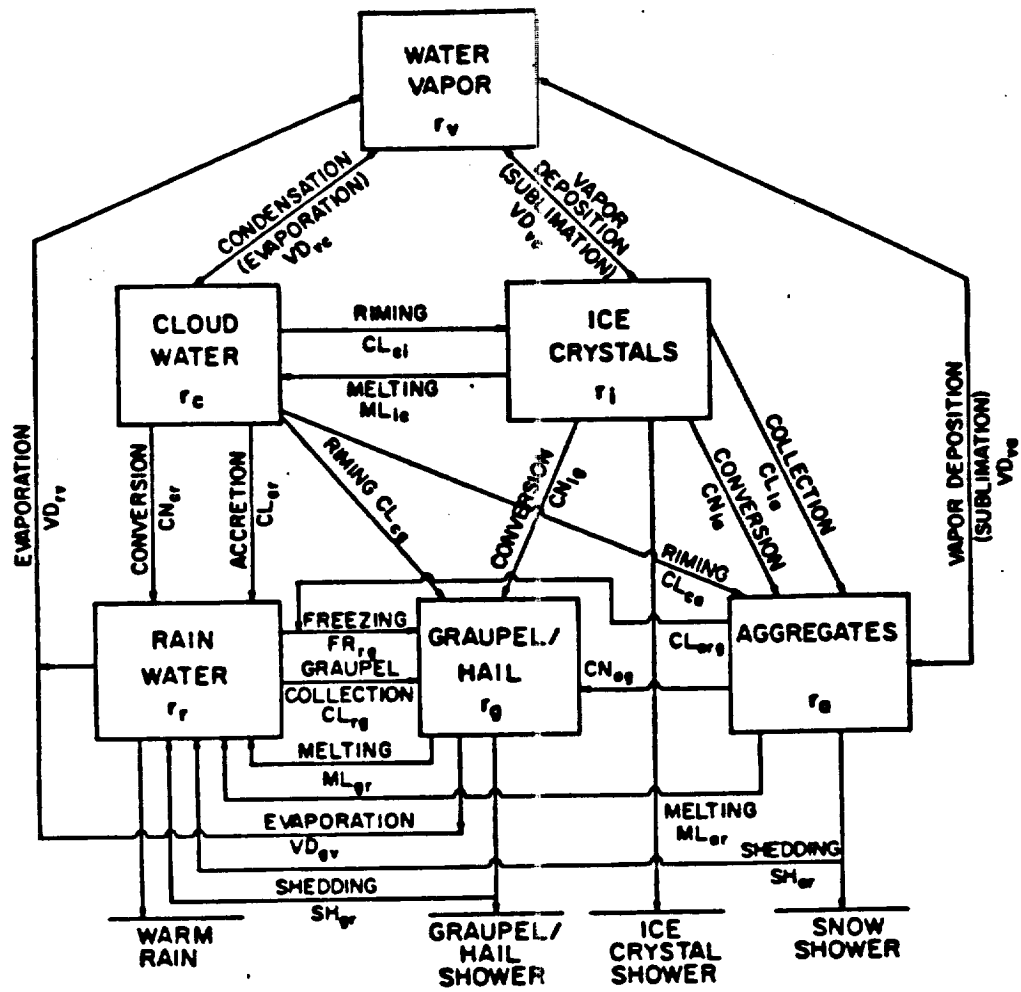 WATER
VAPOR
r_v
CONDENSATION
(EVAPORATION)
VD_vc
VAPOR
DEPOSITION
(SUBLIMATION)
VD_vc
CLOUD
WATER
r_c
RIMING
CL_ci
MELTING
ML_ic
ICE
CRYSTALS
r_i
EVAPORATION
VD_rv
CONVERSION
CN_cr
ACCRETION
CL_cr
RIMING CL_cg
CONVERSION
CN_ig
RIMING
CL_ca
CONVERSION
CN_ia
COLLECTION
CL_ia
VAPOR DEPOSITION
(SUBLIMATION)
VD_va
RAIN
WATER
r_r
FREEZING
FR_rg
GRAUPEL
COLLECTION
CL_rg
GRAUPEL/
HAIL
r_g
CL_arg
CN_ag
AGGREGATES
r_a
MELTING
ML_gr
MELTING
ML_ar
EVAPORATION
VD_gv
SHEDDING
SH_ar
SHEDDING
SH_gr
WARM
RAIN
GRAUPEL/
HAIL
SHOWER
ICE
CRYSTAL
SHOWER
SNOW
SHOWER